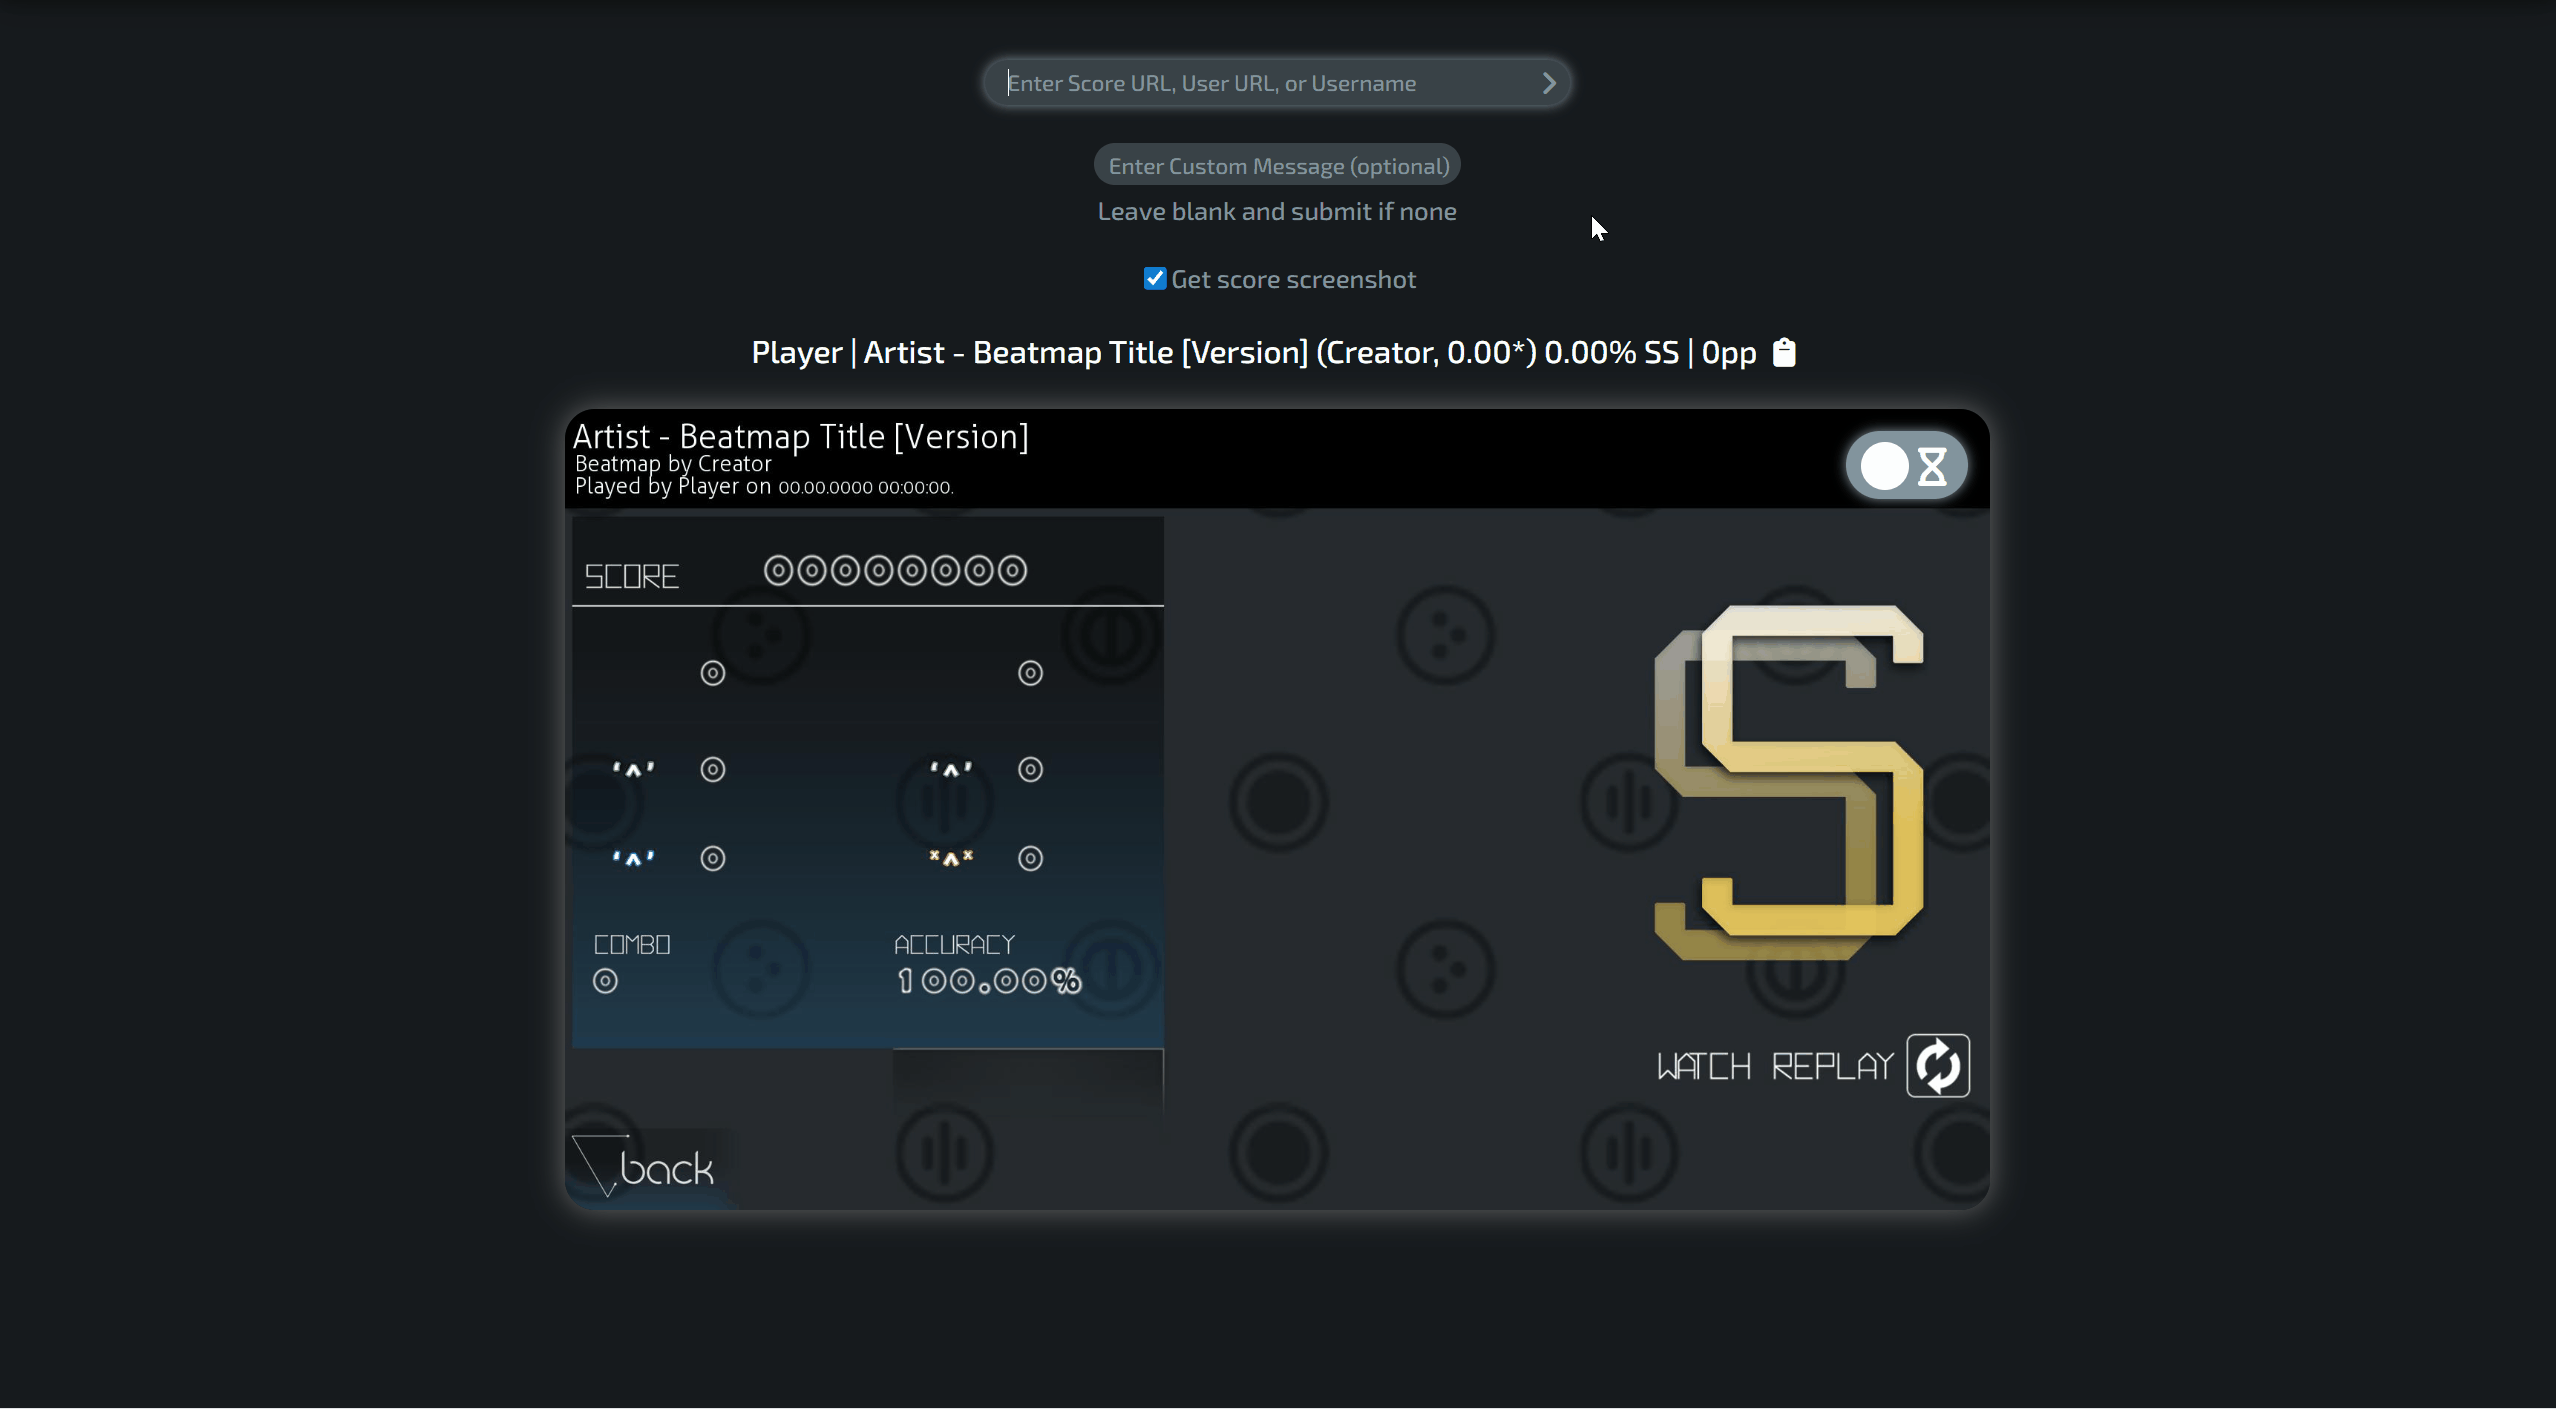 Enter Score URL, User URL, or Username
Enter Custom Message (optional)
Leave blank and submit if none
Get score screenshot
Player | Artist - Beatmap Title [Version] (Creator, 0.00*) 0.00% SS | 0pp
Artist - Beatmap Title [Version]
Beatmap by Creator
Played by Player on 00.00.0000 00:00:00.
SCORE 00000000
0 0
'^' 0 '^' 0
'^' 0 x^x 0
COMBO ACCURACY
0 100.00%
SS
WATCH REPLAY
back